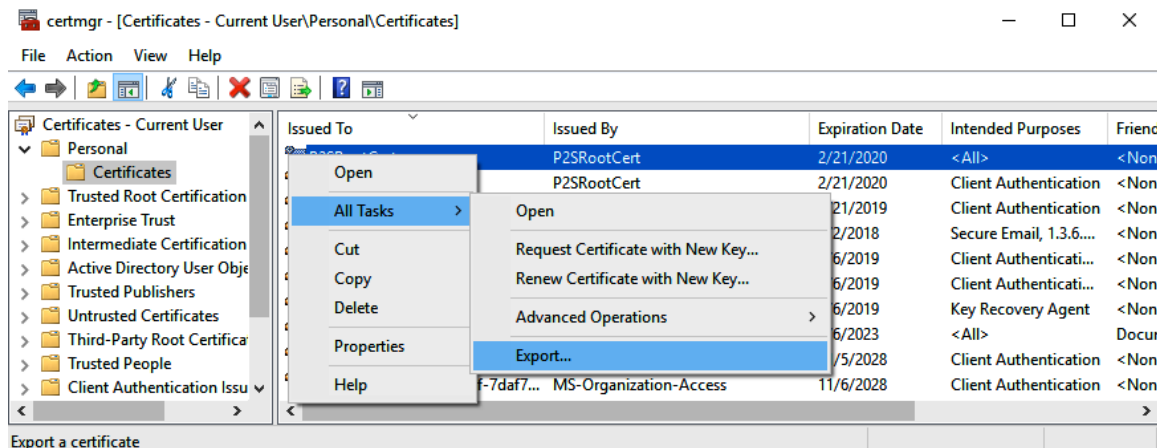 certmgr - [Certificates - Current User\Personal\Certificates]
File Action View Help
Certificates - Current User
Personal
Certificates
Trusted Root Certification
Enterprise Trust
Intermediate Certification
Active Directory User Obje
Trusted Publishers
Untrusted Certificates
Third-Party Root Certifica
Trusted People
Client Authentication Issu
Issued To Issued By Expiration Date Intended Purposes Friend
P2SRootCert 2/21/2020 <All> <Non
P2SRootCert 2/21/2020 Client Authentication <Non
21/2019 Client Authentication <Non
2/2018 Secure Email, 1.3.6.... <Non
6/2019 Client Authenticati... <Non
6/2019 Client Authenticati... <Non
6/2019 Key Recovery Agent <Non
6/2023 <All> Docur
/5/2028 Client Authentication <Non
f-7daf7... MS-Organization-Access 11/6/2028 Client Authentication <Non
Open
All Tasks
Cut
Copy
Delete
Properties
Help
Open
Request Certificate with New Key...
Renew Certificate with New Key...
Advanced Operations
Export...
Export a certificate